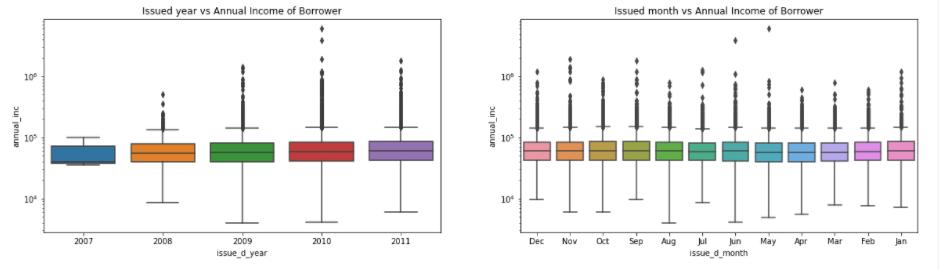 Issued year vs Annual Income of Borrower
10⁶
10⁵
10⁴
annual_inc
2007 2008 2009 2010 2011
issue_d_year
Issued month vs Annual Income of Borrower
10⁶
10⁵
10⁴
annual_inc
Dec Nov Oct Sep Aug Jul Jun May Apr Mar Feb Jan
issue_d_month